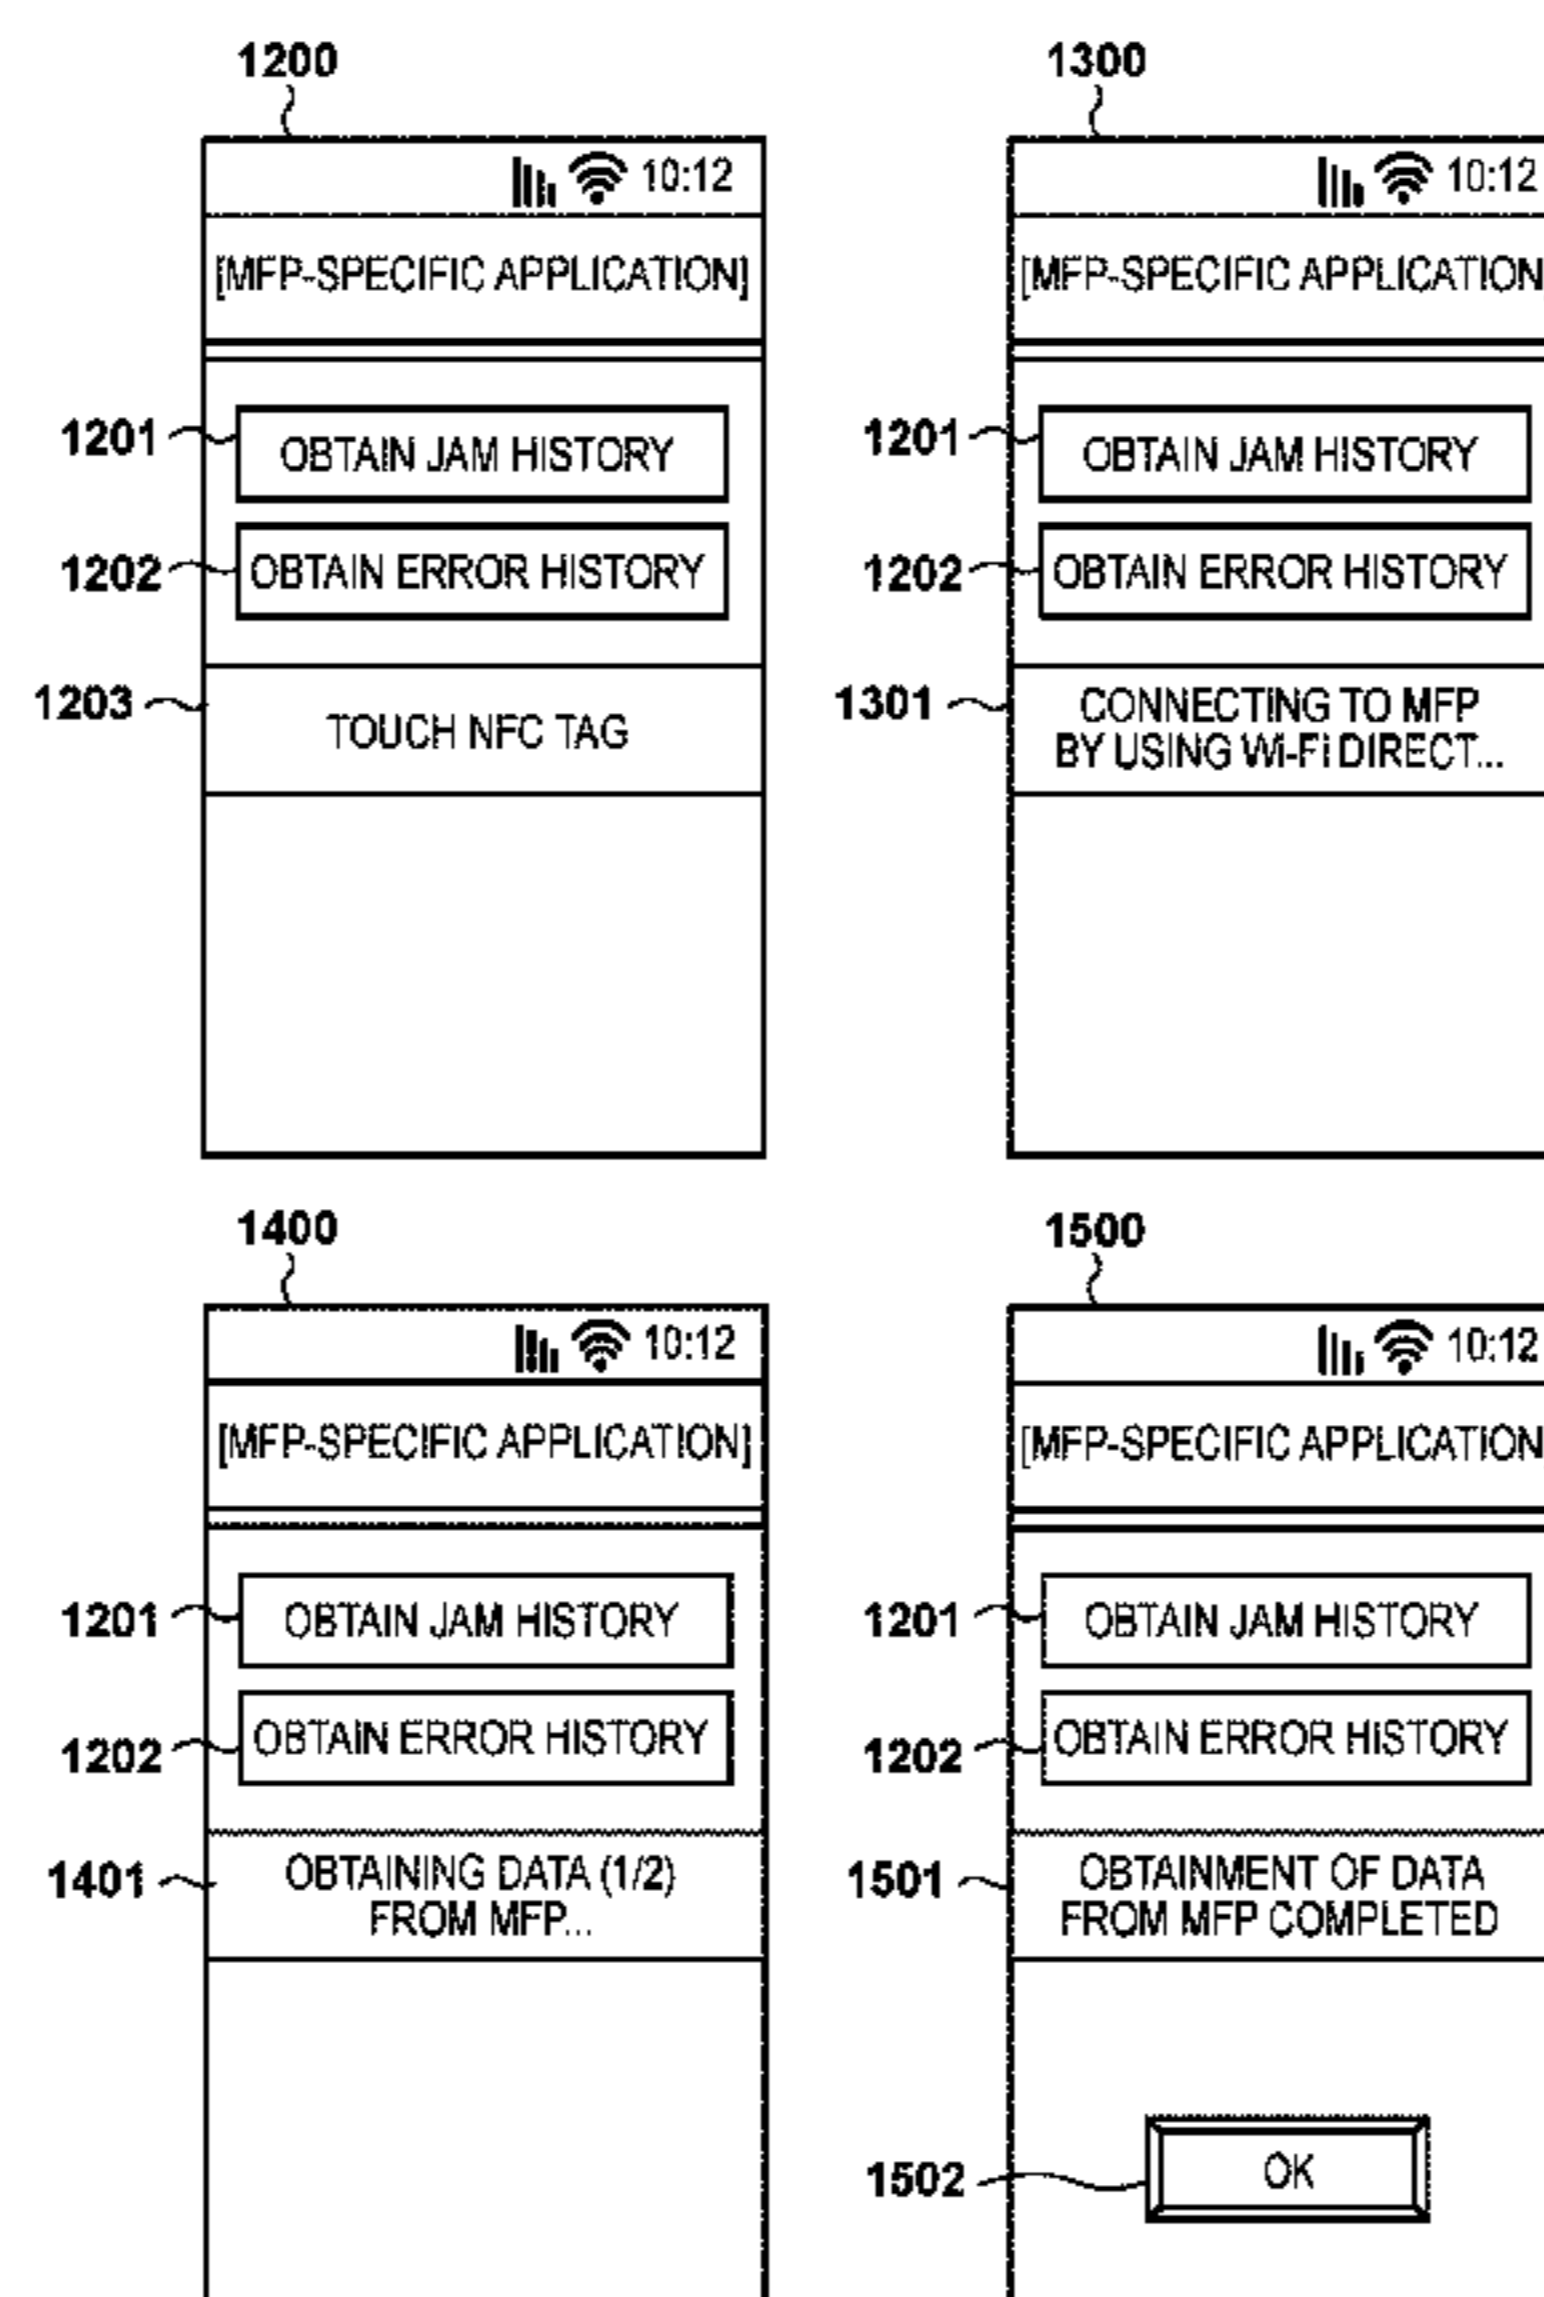 1200
10:12
[MFP-SPECIFIC APPLICATION]
1201
OBTAIN JAM HISTORY
1202
OBTAIN ERROR HISTORY
1203
TOUCH NFC TAG
1300
10:12
[MFP-SPECIFIC APPLICATION
1201
OBTAIN JAM HISTORY
1202
OBTAIN ERROR HISTORY
1301
CONNECTING TO MFP
BY USING Wi-Fi DIRECT...
1400
10:12
[MFP-SPECIFIC APPLICATION]
1201
OBTAIN JAM HISTORY
1202
OBTAIN ERROR HISTORY
1401
OBTAINING DATA (1/2)
FROM MFP...
1500
10:12
[MFP-SPECIFIC APPLICATION
1201
OBTAIN JAM HISTORY
1202
OBTAIN ERROR HISTORY
1501
OBTAINMENT OF DATA
FROM MFP COMPLETED
1502
OK